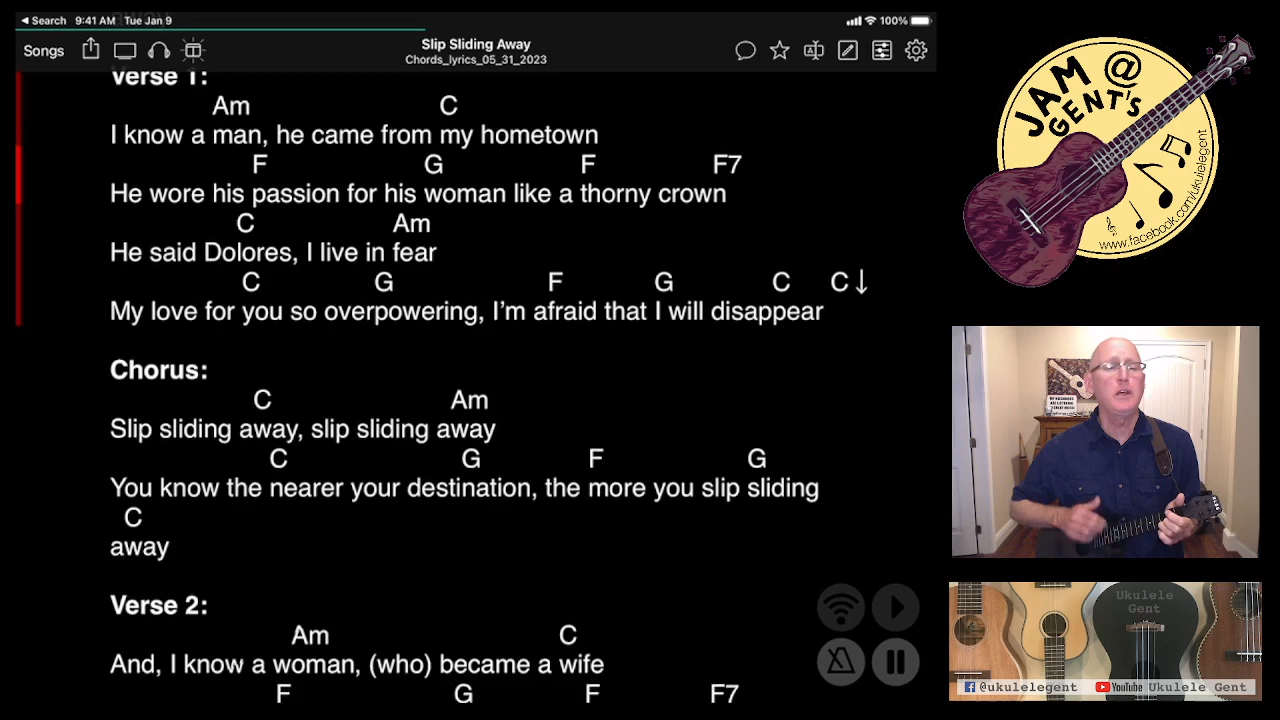 Search 9:41 AM Tue Jan 9 100%
Songs
Slip Sliding Away
Chords_lyrics_05_31_2023
Verse 1:
Am C
I know a man, he came from my hometown
F G F F7
He wore his passion for his woman like a thorny crown
C Am
He said Dolores, I live in fear
C G F G C C↓
My love for you so overpowering, I’m afraid that I will disappear
Chorus:
C Am
Slip sliding away, slip sliding away
C G F G
You know the nearer your destination, the more you slip sliding
C
away
Verse 2:
Am C
And, I know a woman, (who) became a wife
F G F F7
JAM @
GENT'S
www.facebook.com/ukulelegent
Ukulele
Gent
@ukulelegent YouTube Ukulele Gent